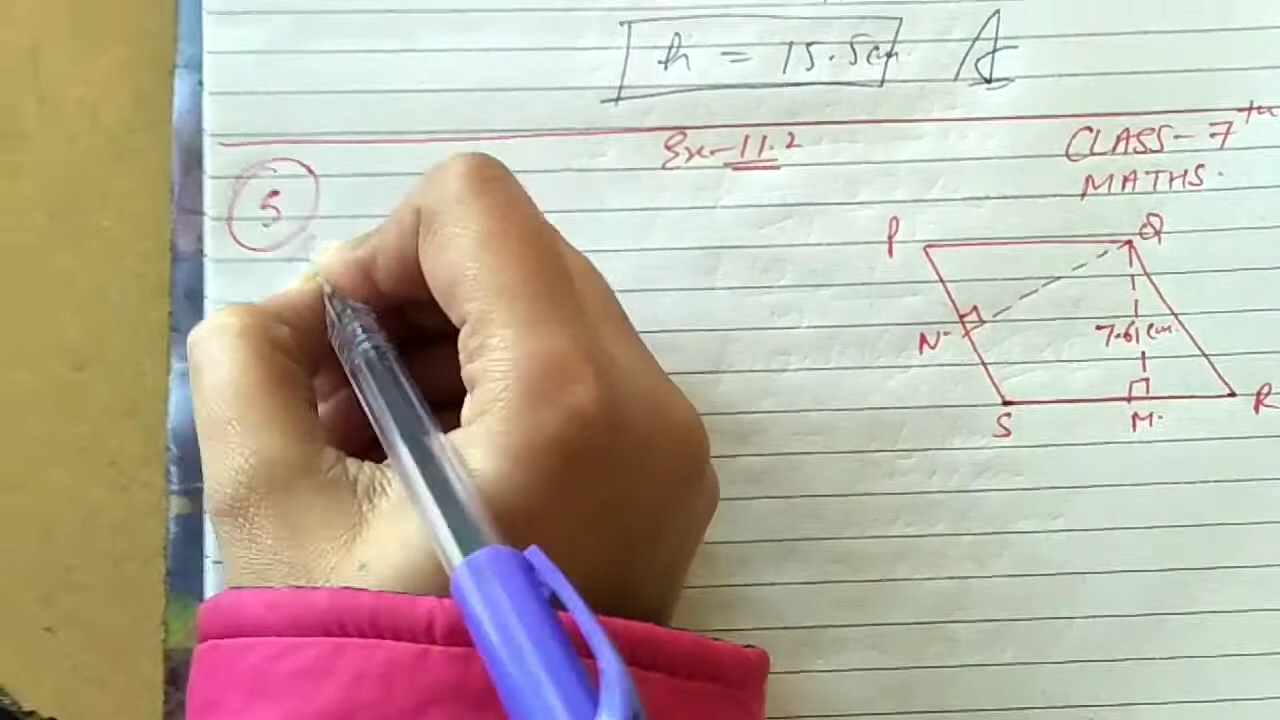 h = 15.5cm A
Ex-11.2
CLASS-7th
MATHS.
5
P
Q
N
7.6 cm.
S
M.
R